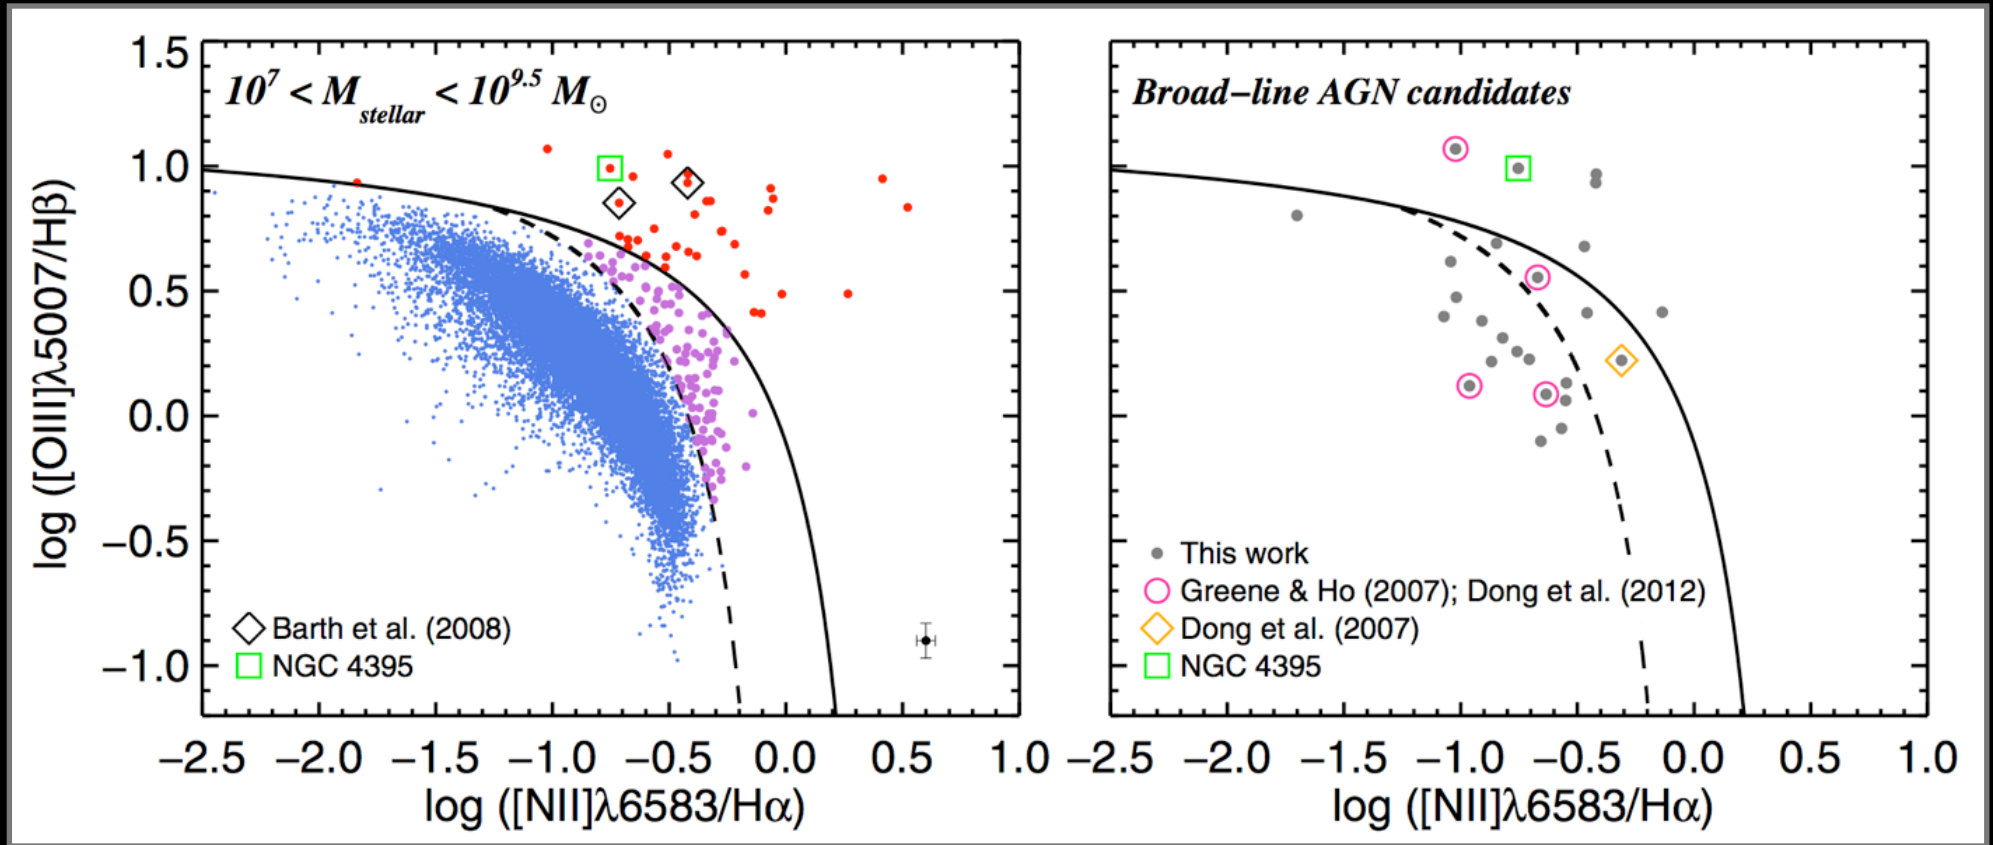 10^7 < M_stellar < 10^9.5 M_⊙
1.5
1.0
0.5
0.0
−0.5
−1.0
log ([OIII]λ5007/Hβ)
Barth et al. (2008)
NGC 4395
−2.5 −2.0 −1.5 −1.0 −0.5 0.0 0.5 1.0
log ([NII]λ6583/Hα)
Broad−line AGN candidates
This work
Greene & Ho (2007); Dong et al. (2012)
Dong et al. (2007)
NGC 4395
−2.5 −2.0 −1.5 −1.0 −0.5 0.0 0.5 1.0
log ([NII]λ6583/Hα)